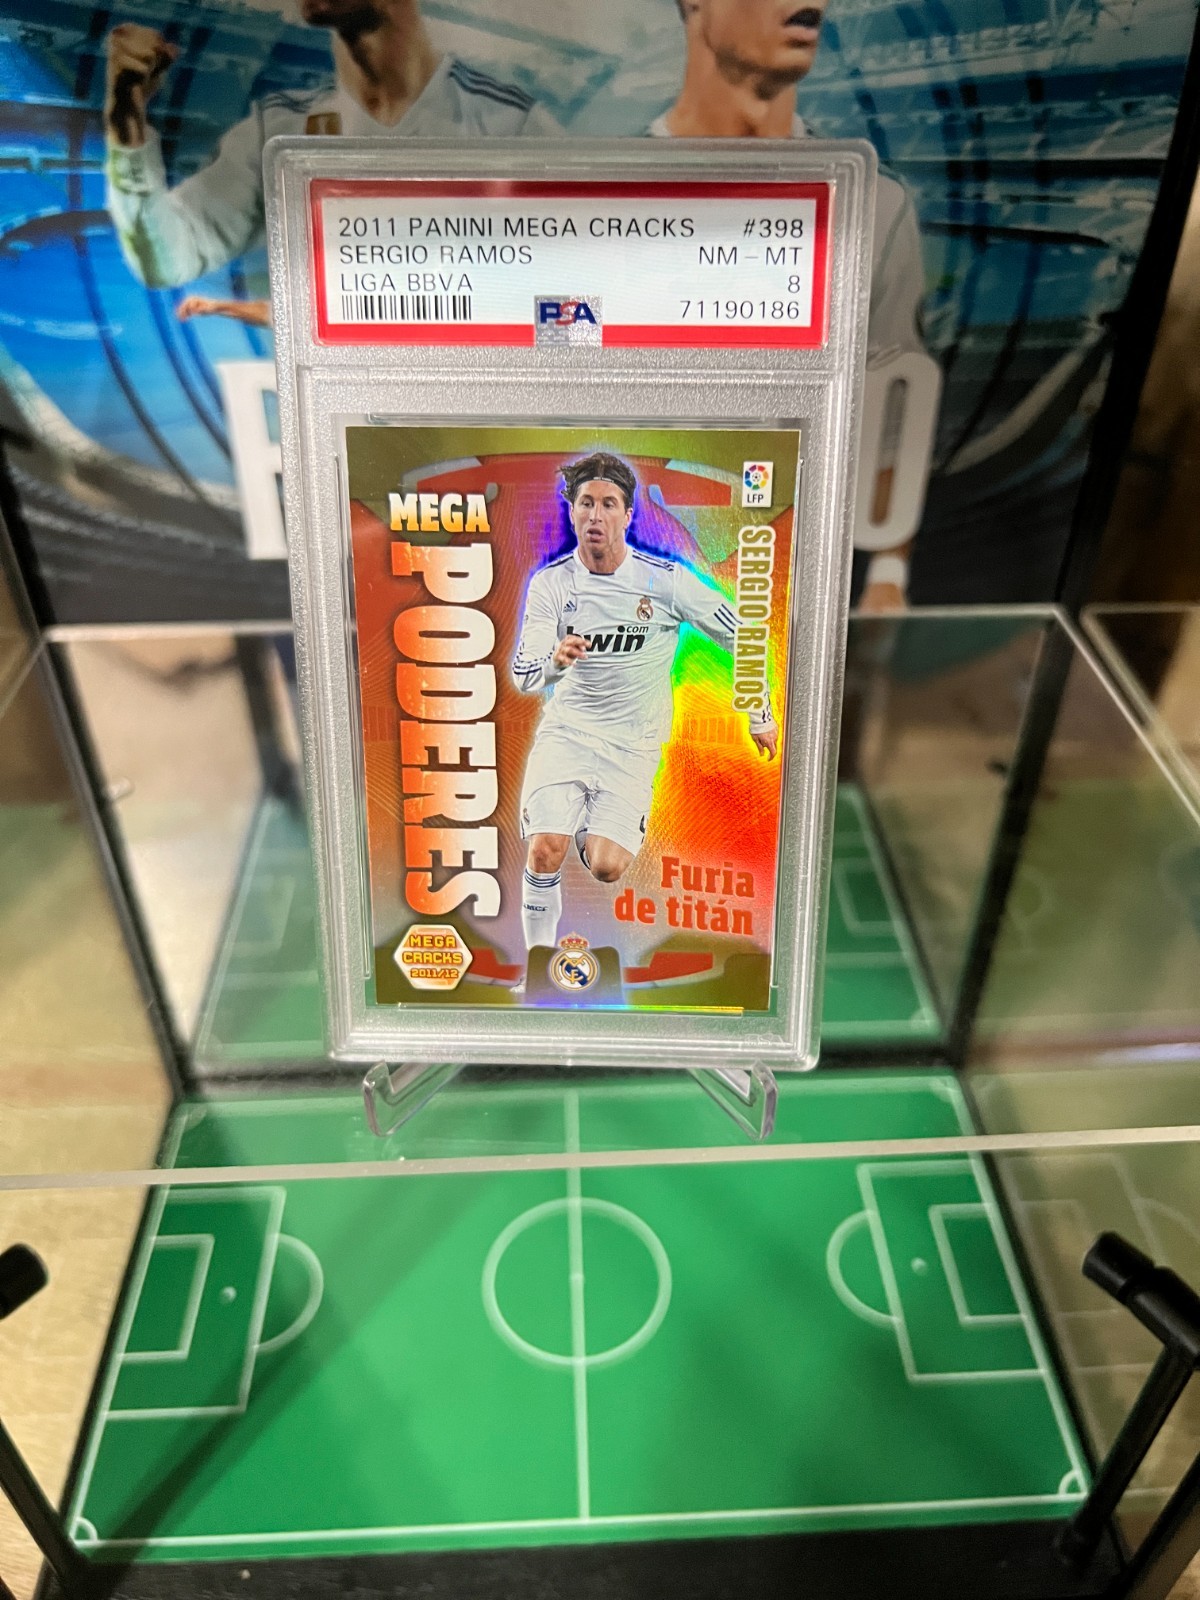 2011 PANINI MEGA CRACKS #398
SERGIO RAMOS NM - MT
LIGA BBVA 8
PSA 71190186
LFP
MEGA
PODERES
SERGIO RAMOS
bwin.com
Furia
de titán
MEGA
CRACKS
2011/12